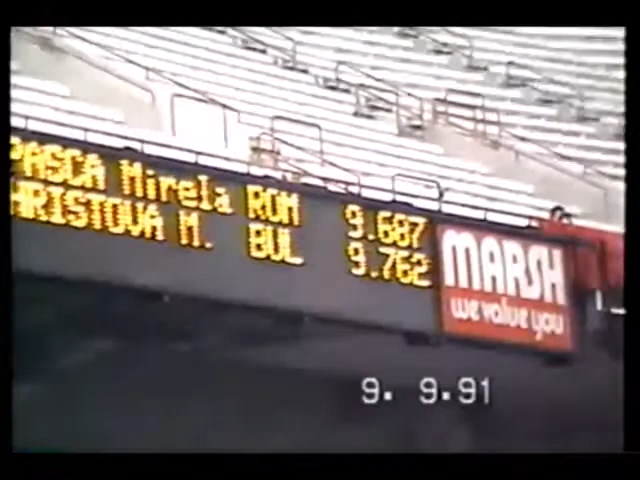 PASCA Mirela ROM 9.687
HRISTOVA M. BUL 9.762
MARSH
we value you
9. 9.91